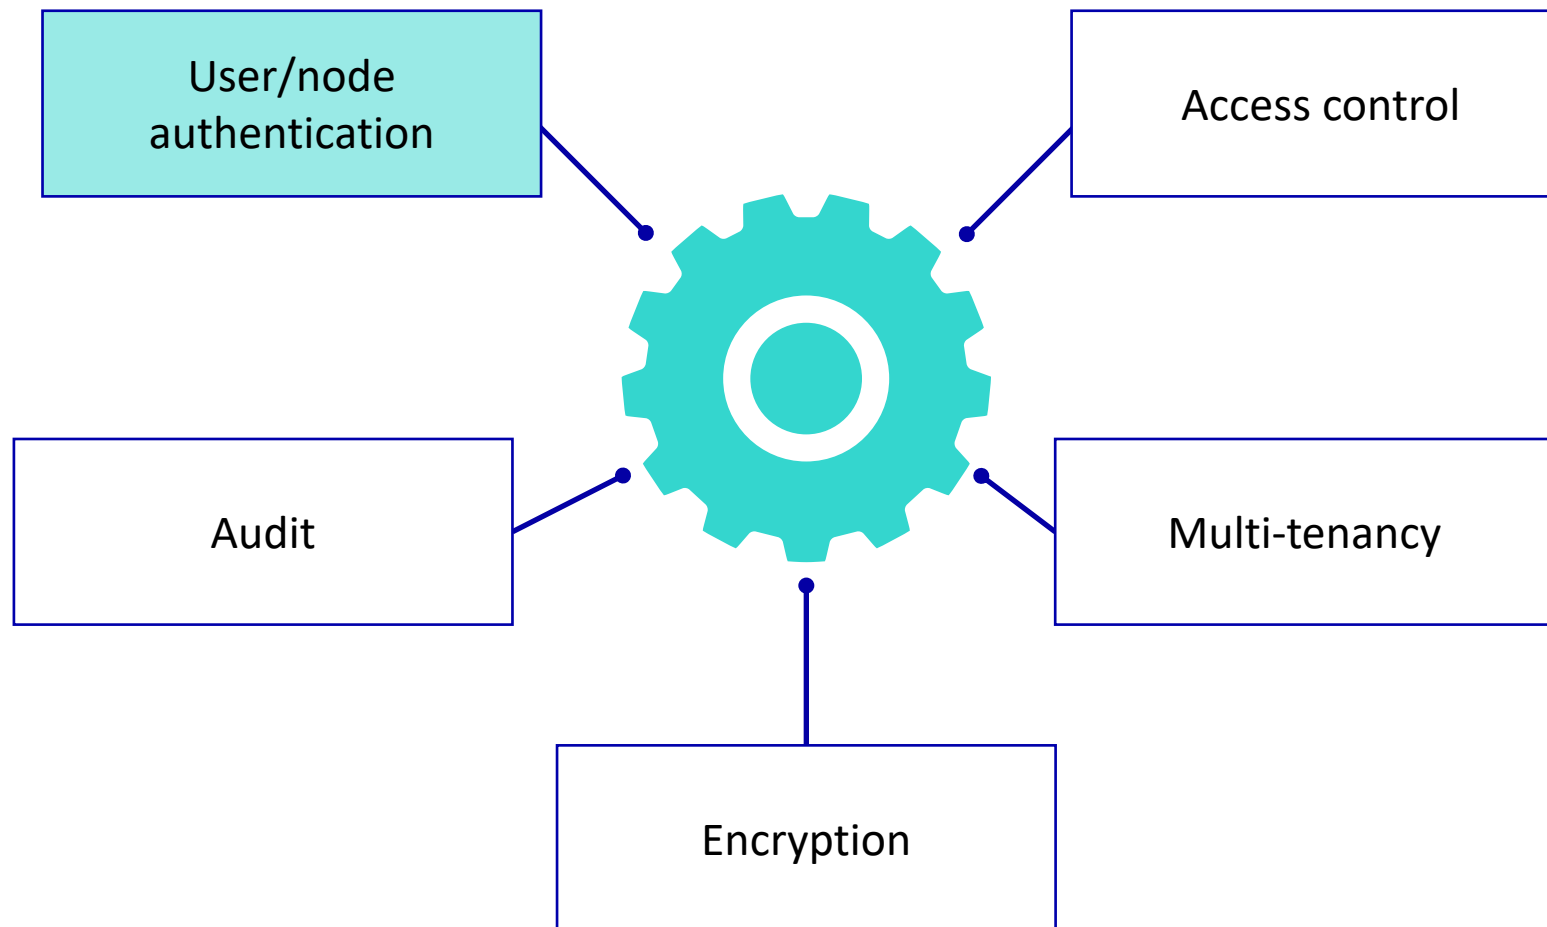 User/node
authentication
Access control
Audit
Multi-tenancy
Encryption